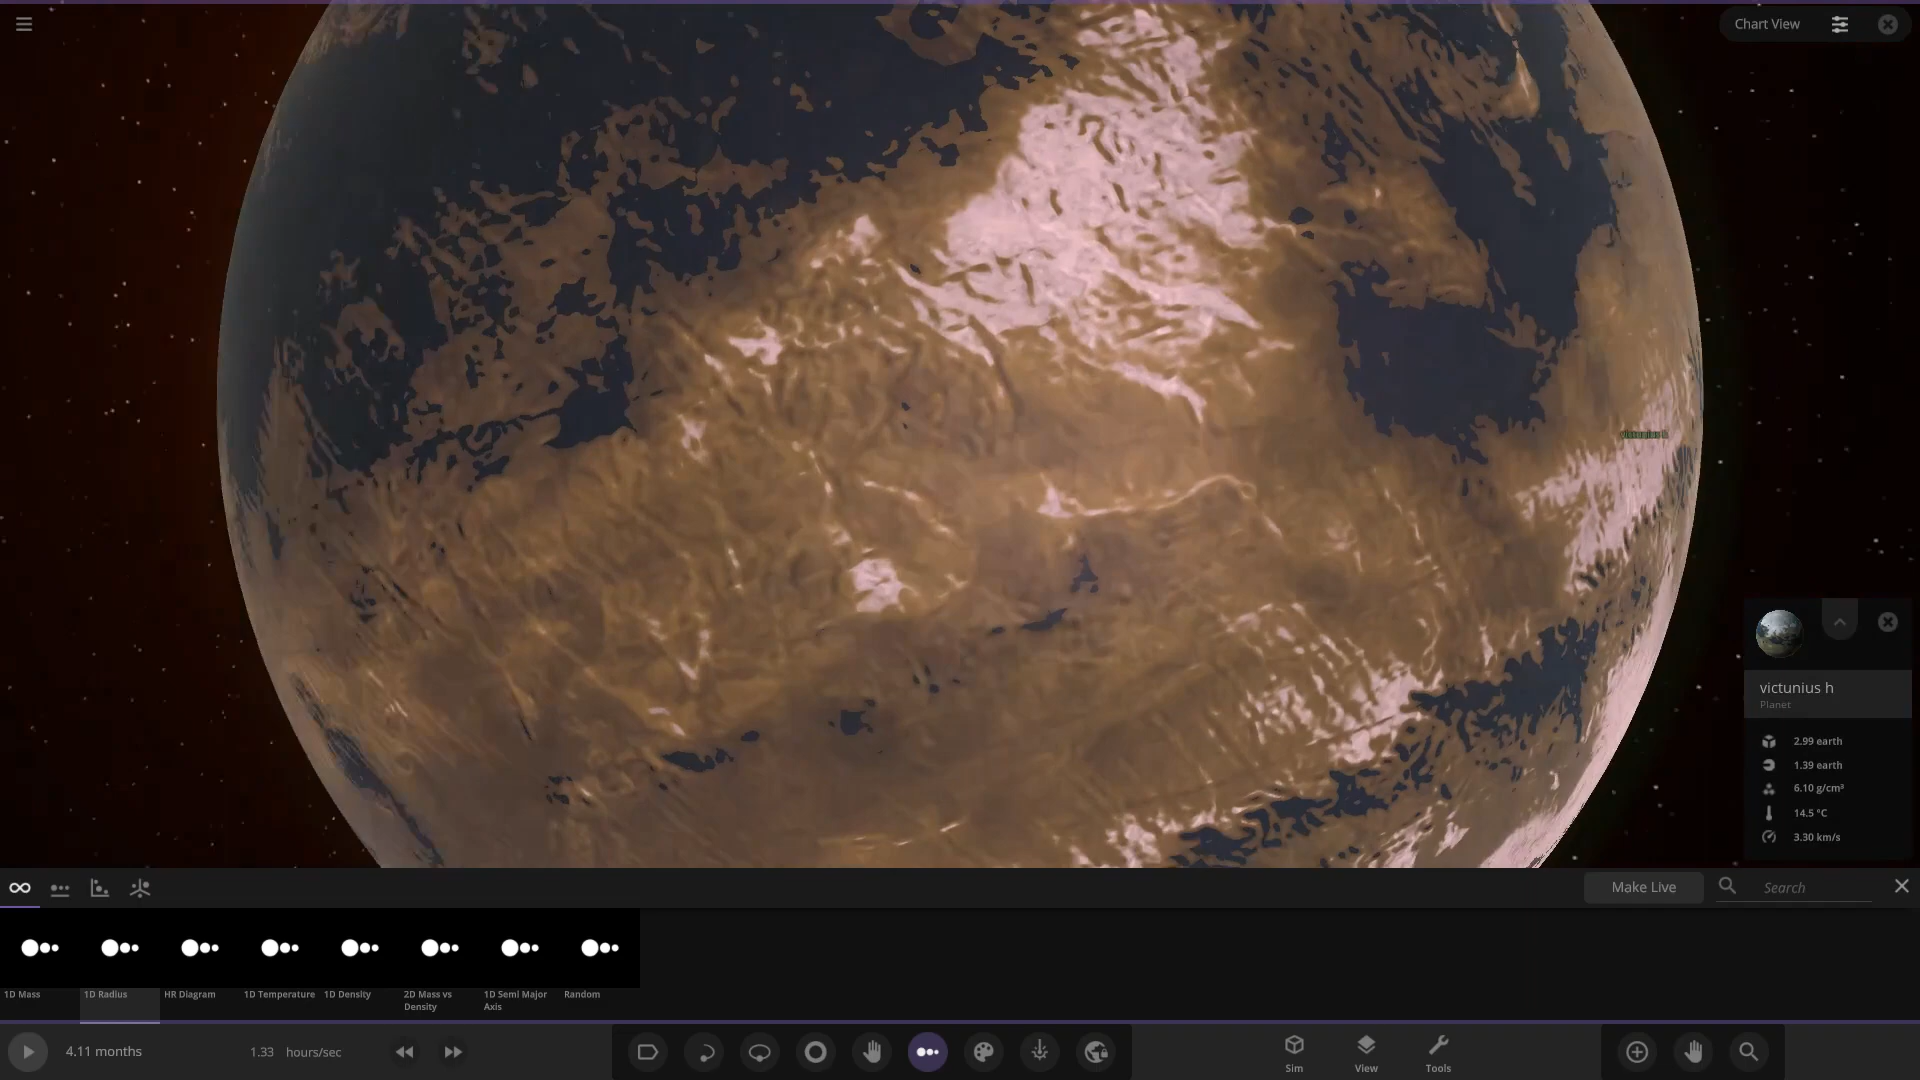 Chart View
victunius h
Planet
2.99 earth
1.39 earth
6.10 g/cm³
14.5 °C
3.30 km/s
Make Live
Search
1D Mass
1D Radius
HR Diagram
1D Temperature
1D Density
2D Mass vs
Density
1D Semi Major
Axis
Random
4.11 months
1.33 hours/sec
Sim
View
Tools